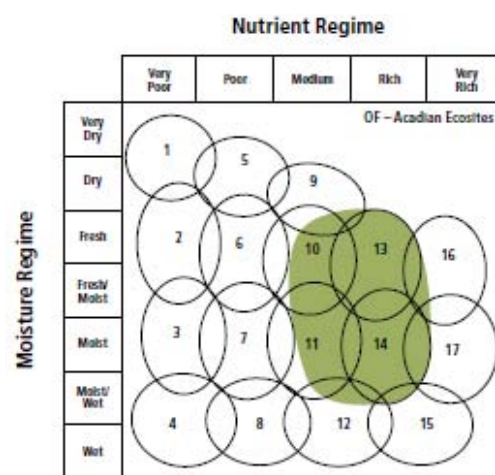 Nutrient Regime
Very
Poor
Poor
Medium
Rich
Very
Rich
OF – Acadian Ecosites
Moisture Regime
Very
Dry
Dry
Fresh
Fresh/
Moist
Moist
Moist/
Wet
Wet
1
5
9
2
6
10
13
16
3
7
11
14
17
4
8
12
15